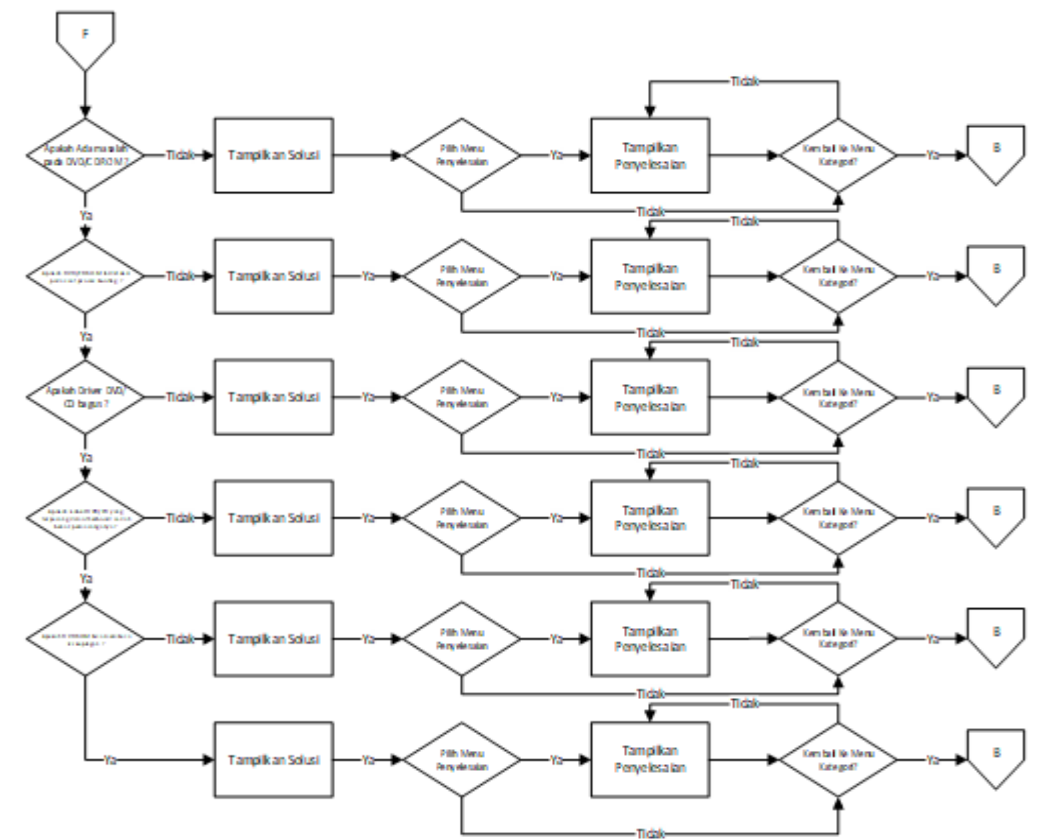 F
Tidak
Apakah Ada masalah
pada DVD/CDROM ?
Tidak
Tampilkan Solusi
Pilih Menu
Penyelesaian
Ya
Tampilkan
Penyelesaian
Kembali Ke Menu
Kategori?
Ya
B
Ya
Tidak
Tidak
Tidak
Tampilkan Solusi
Ya
Pilih Menu
Penyelesaian
Ya
Tampilkan
Penyelesaian
Kembali Ke Menu
Kategori?
Ya
B
Ya
Tidak
Tidak
Apakah Driver DVD/
CD bagus ?
Tidak
Tampilkan Solusi
Ya
Pilih Menu
Penyelesaian
Ya
Tampilkan
Penyelesaian
Kembali Ke Menu
Kategori?
Ya
B
Ya
Tidak
Tidak
Tidak
Tampilkan Solusi
Ya
Pilih Menu
Penyelesaian
Ya
Tampilkan
Penyelesaian
Kembali Ke Menu
Kategori?
Ya
B
Ya
Tidak
Tidak
Tidak
Tampilkan Solusi
Ya
Pilih Menu
Penyelesaian
Ya
Tampilkan
Penyelesaian
Kembali Ke Menu
Kategori?
Ya
B
Tidak
Tidak
Ya
Tampilkan Solusi
Ya
Pilih Menu
Penyelesaian
Ya
Tampilkan
Penyelesaian
Kembali Ke Menu
Kategori?
Ya
B
Tidak